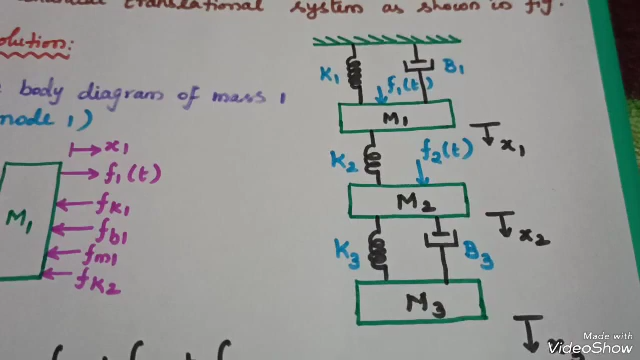 translational system as shown in fig.
olution:
body diagram of mass 1
node 1)
x1
f1(t)
M1
fK1
fb1
fm1
fK2
K1
B1
f1(t)
M1
x1
K2
f2(t)
M2
x2
K3
B3
M3
Made with
VideoShow